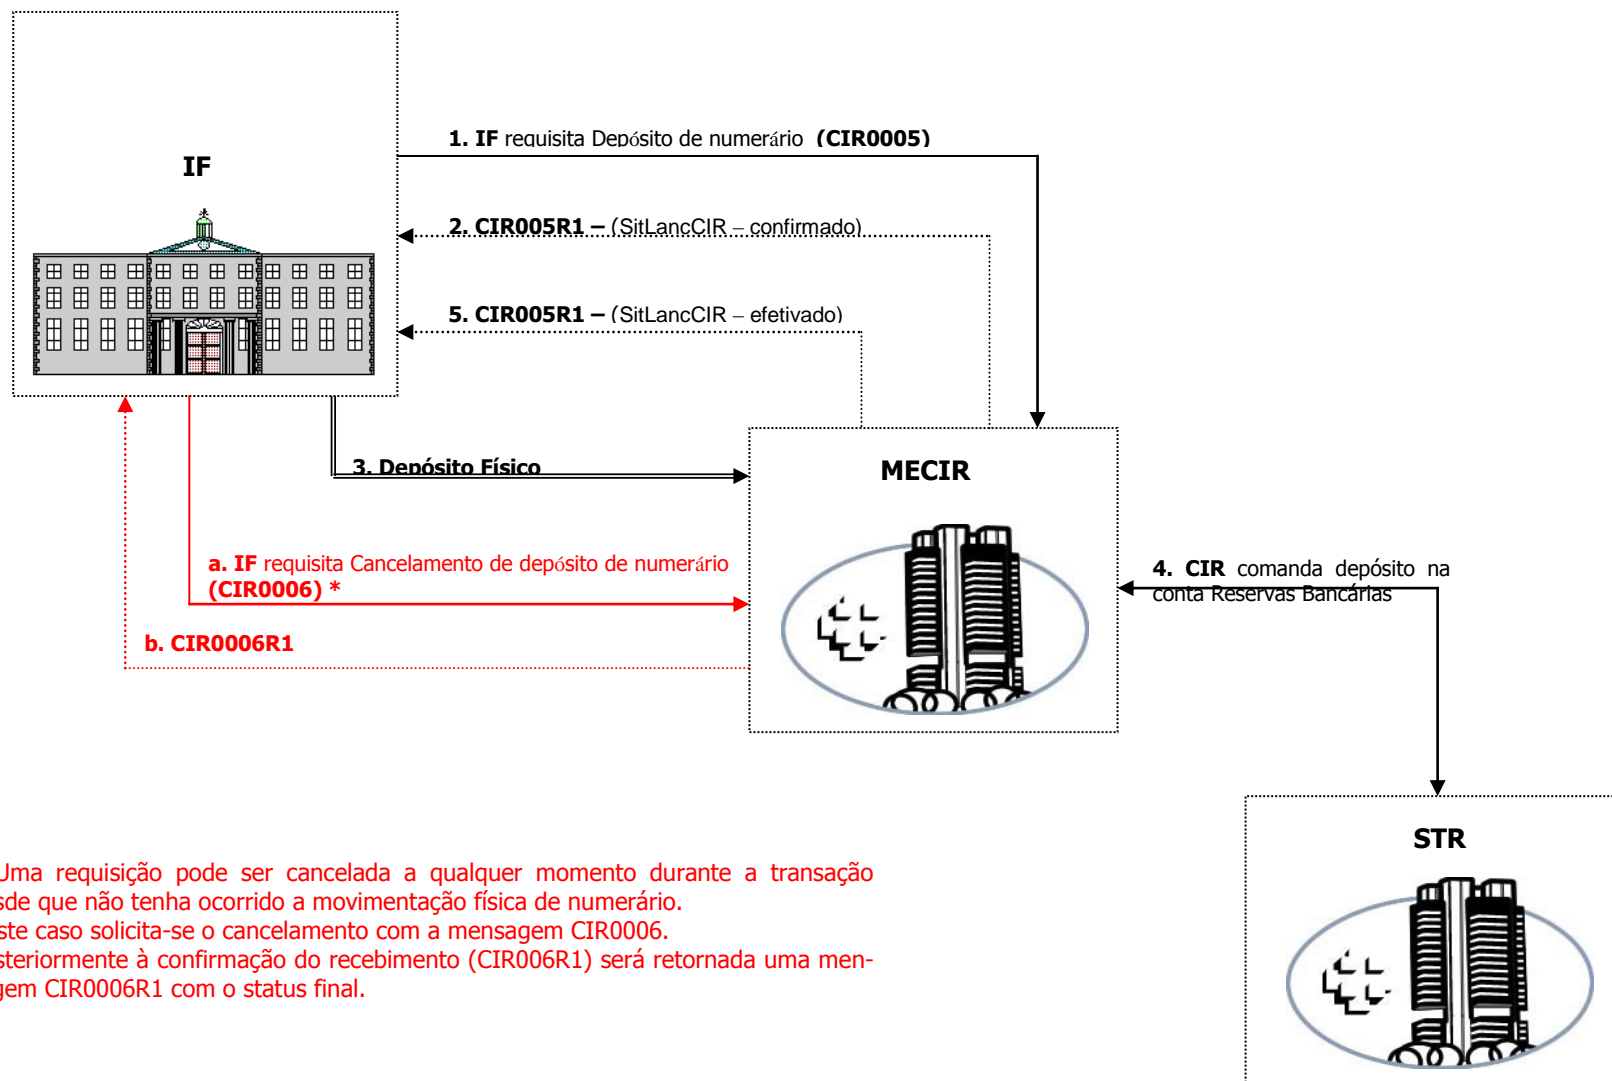 IF
1. IF requisita Depósito de numerário (CIR0005)
2. CIR005R1 – (SitLancCIR – confirmado)
5. CIR005R1 – (SitLancCIR – efetivado)
3. Depósito Físico
MECIR
a. IF requisita Cancelamento de depósito de numerário
(CIR0006) *
b. CIR0006R1
4. CIR comanda depósito na
conta Reservas Bancárias
STR
Uma requisição pode ser cancelada a qualquer momento durante a transação
sde que não tenha ocorrido a movimentação física de numerário.
ste caso solicita-se o cancelamento com a mensagem CIR0006.
steriormente à confirmação do recebimento (CIR006R1) será retornada uma men-
gem CIR0006R1 com o status final.